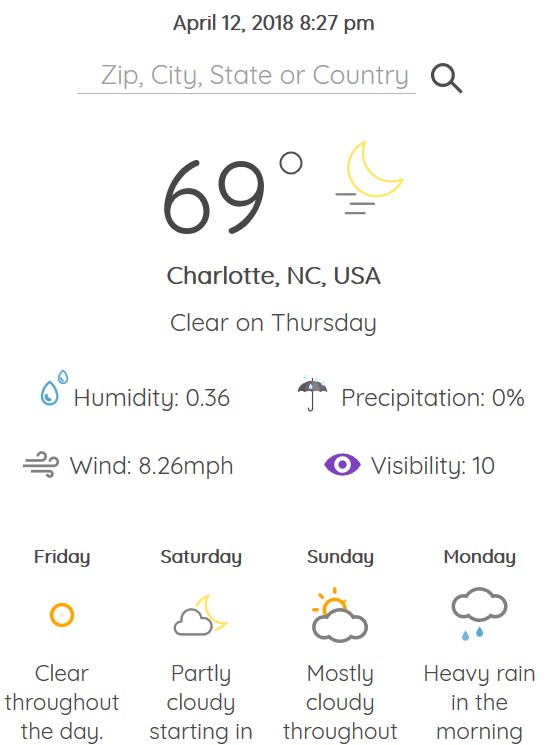 April 12, 2018 8:27 pm
Zip, City, State or Country
69°
Charlotte, NC, USA
Clear on Thursday
Humidity: 0.36
Precipitation: 0%
Wind: 8.26mph
Visibility: 10
Friday
Saturday
Sunday
Monday
Clear
throughout
the day.
Partly
cloudy
starting in
Mostly
cloudy
throughout
Heavy rain
in the
morning